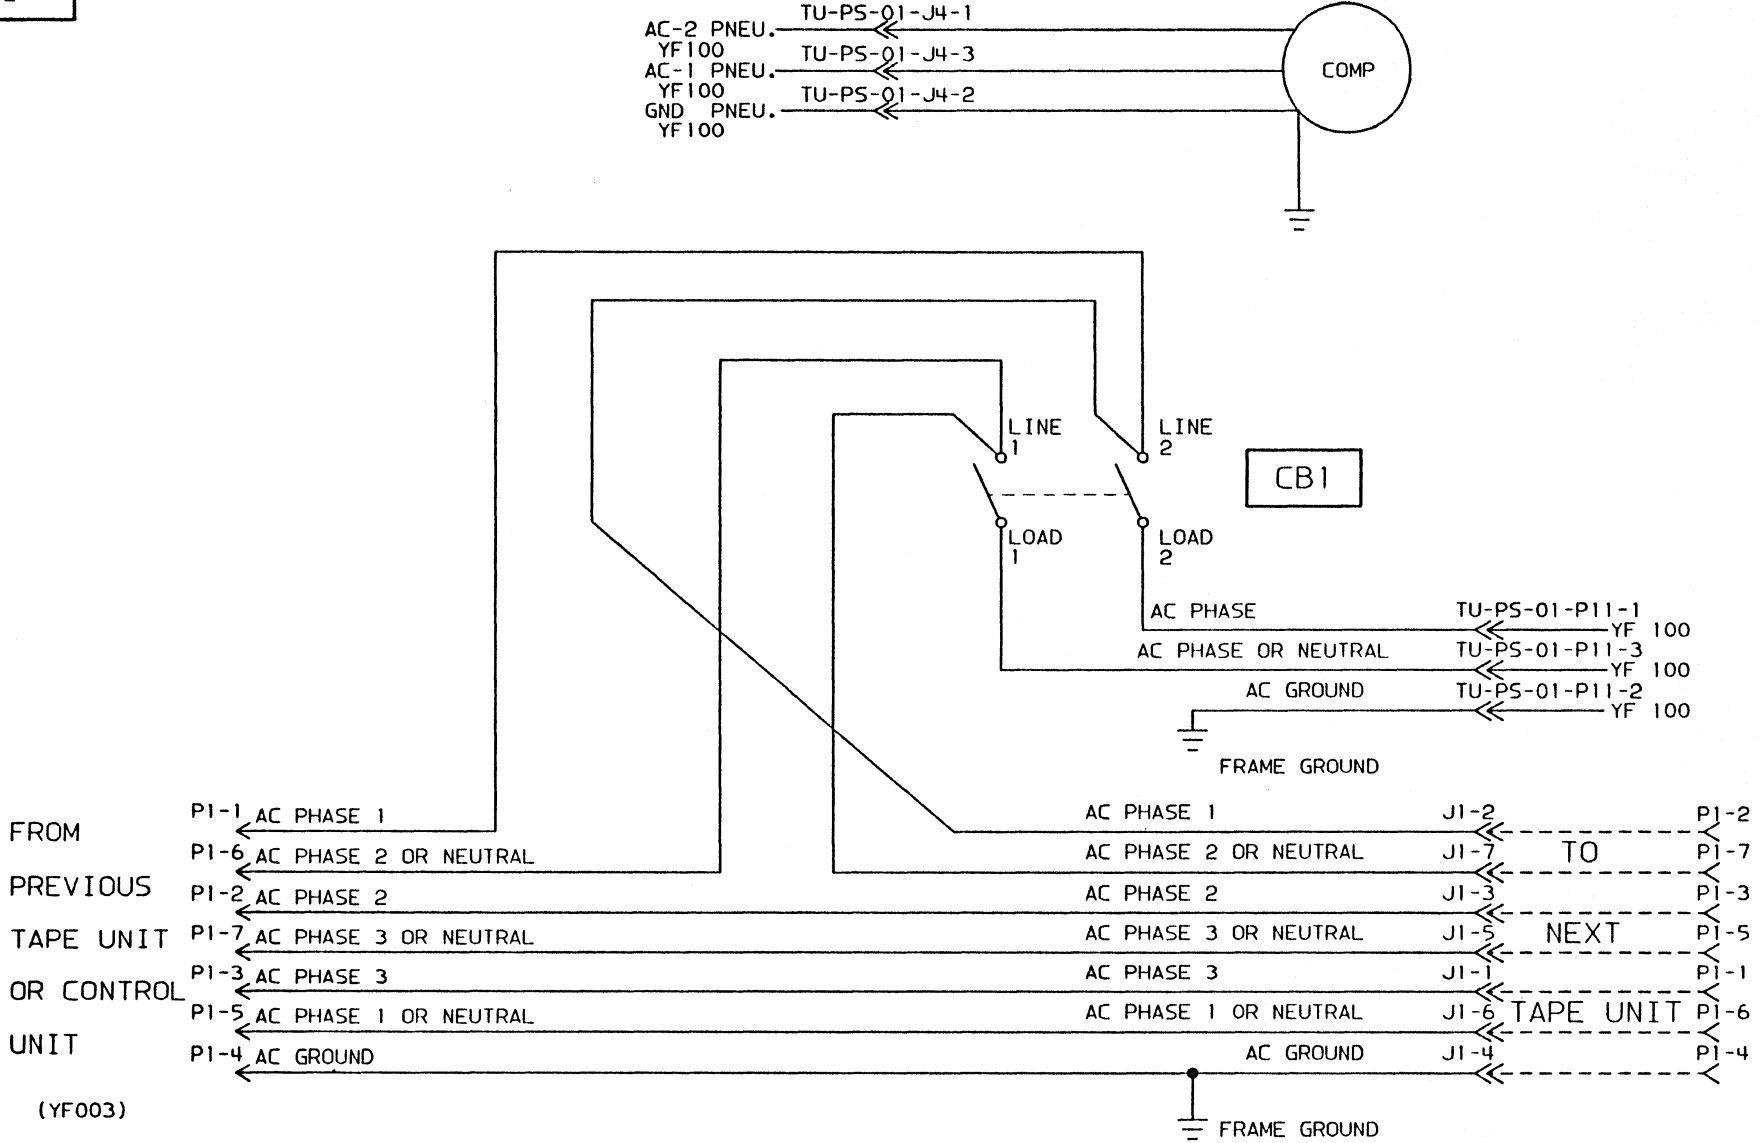 TU-PS-01-J4-1
AC-2 PNEU.
YF100
TU-PS-01-J4-3
AC-1 PNEU.
YF100
TU-PS-01-J4-2
GND PNEU.
YF100
COMP
LINE
1
LINE
2
CB1
LOAD
1
LOAD
2
AC PHASE
TU-PS-01-P11-1
YF 100
AC PHASE OR NEUTRAL
TU-PS-01-P11-3
YF 100
AC GROUND
TU-PS-01-P11-2
YF 100
FRAME GROUND
FROM
PREVIOUS
TAPE UNIT
OR CONTROL
UNIT
(YF003)
P1-1 AC PHASE 1
P1-6 AC PHASE 2 OR NEUTRAL
P1-2 AC PHASE 2
P1-7 AC PHASE 3 OR NEUTRAL
P1-3 AC PHASE 3
P1-5 AC PHASE 1 OR NEUTRAL
P1-4 AC GROUND
AC PHASE 1 J1-2
AC PHASE 2 OR NEUTRAL J1-7
AC PHASE 2 J1-3
AC PHASE 3 OR NEUTRAL J1-5
AC PHASE 3 J1-1
AC PHASE 1 OR NEUTRAL J1-6
AC GROUND J1-4
TO
NEXT
TAPE UNIT
P1-2
P1-7
P1-3
P1-5
P1-1
P1-6
P1-4
FRAME GROUND